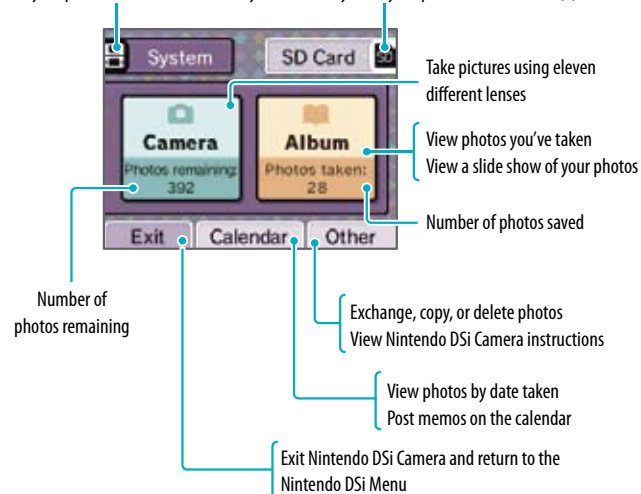 System
SD Card
SD
Camera
Photos remaining:
392
Album
Photos taken:
28
Exit
Calendar
Other
Take pictures using eleven
different lenses
View photos you've taken
View a slide show of your photos
Number of photos saved
Number of
photos remaining
Exchange, copy, or delete photos
View Nintendo DSi Camera instructions
View photos by date taken
Post memos on the calendar
Exit Nintendo DSi Camera and return to the
Nintendo DSi Menu